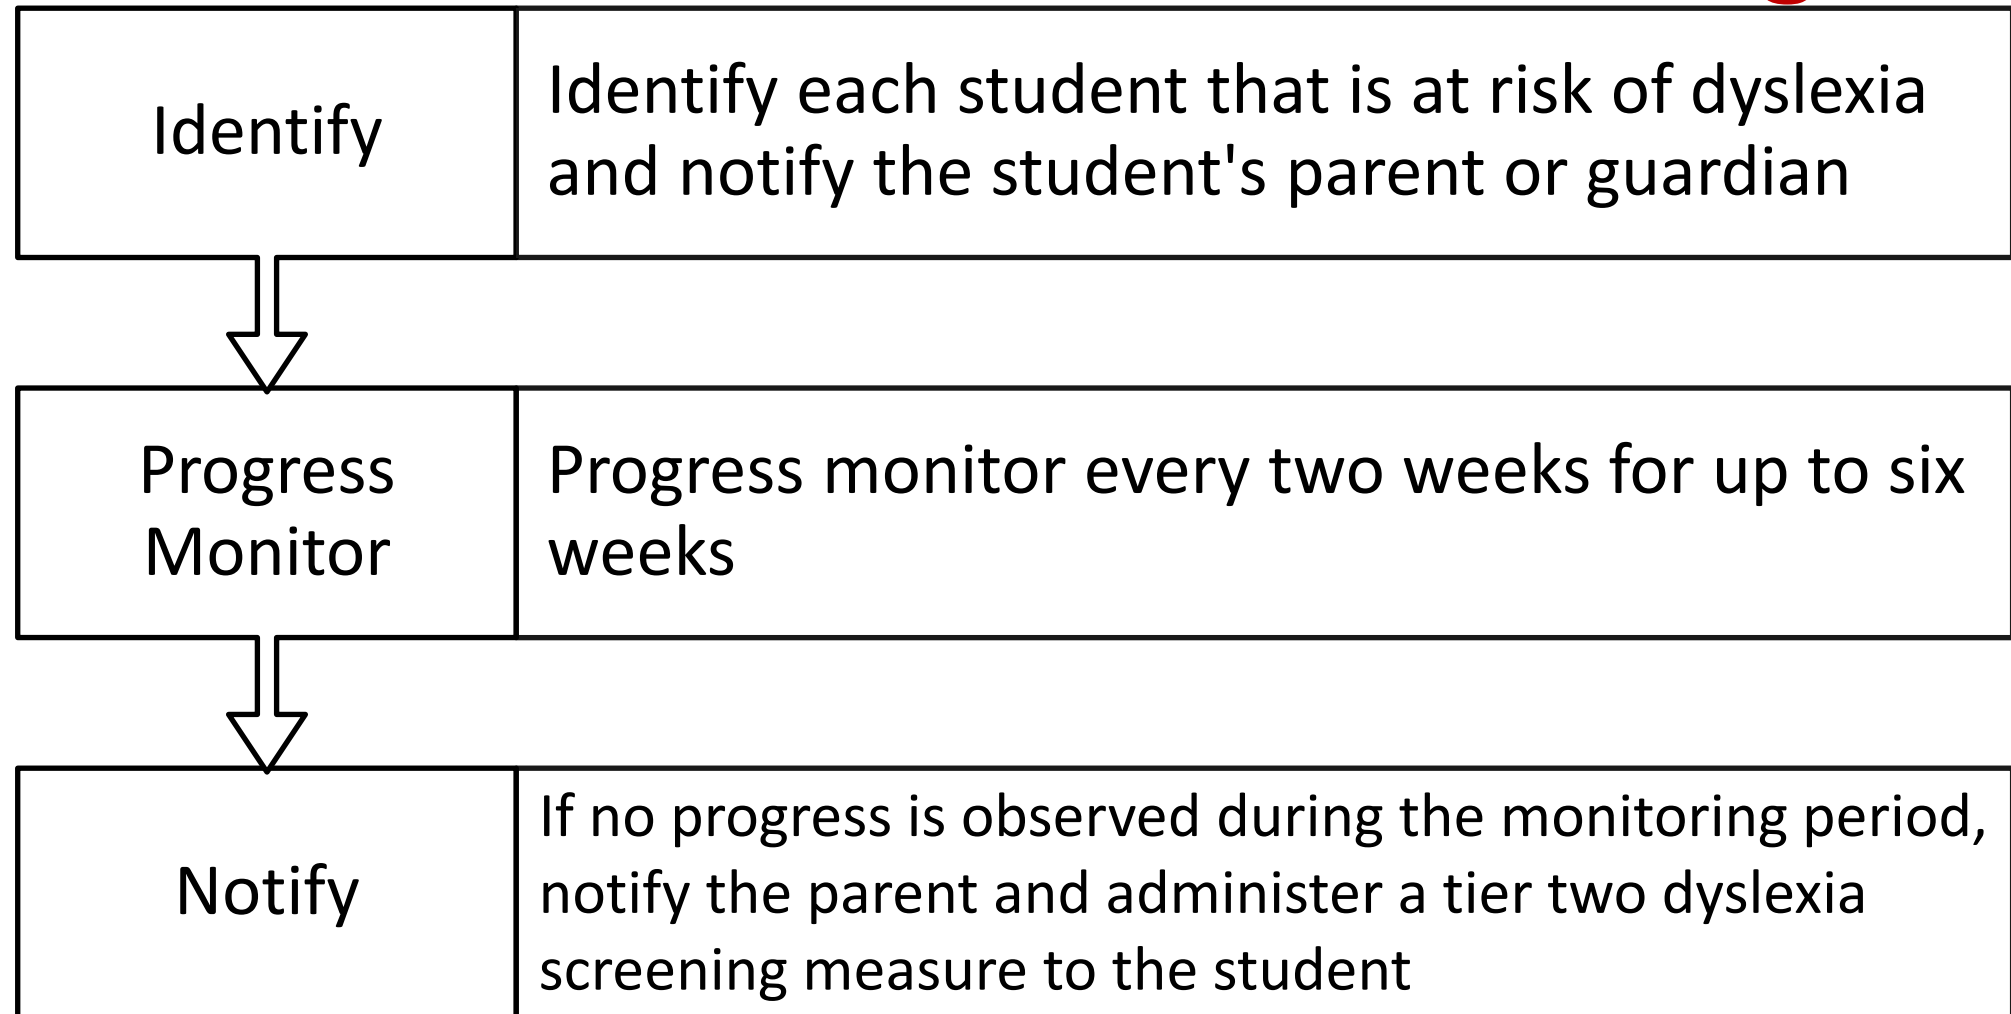 Identify
Identify each student that is at risk of dyslexia
and notify the student's parent or guardian
Progress
Monitor
Progress monitor every two weeks for up to six
weeks
Notify
If no progress is observed during the monitoring period,
notify the parent and administer a tier two dyslexia
screening measure to the student